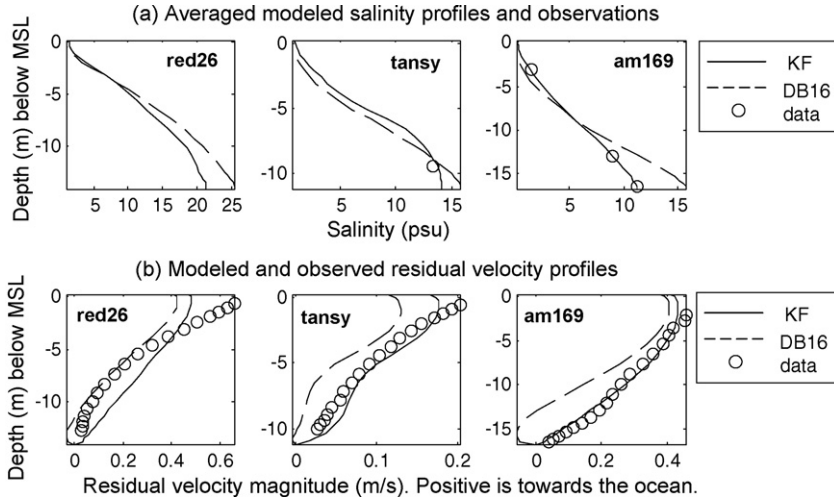 (a) Averaged modeled salinity profiles and observations
Depth (m) below MSL
0
-5
-10
red26
5 10 15 20 25
0
-5
-10
tansy
5 10 15
0
-5
-10
-15
am169
5 10 15
KF
DB16
data
Salinity (psu)
(b) Modeled and observed residual velocity profiles
Depth (m) below MSL
0
-5
-10
red26
0 0.2 0.4 0.6
0
-5
-10
tansy
0 0.1 0.2
0
-5
-10
-15
am169
0 0.2 0.4
KF
DB16
data
Residual velocity magnitude (m/s). Positive is towards the ocean.